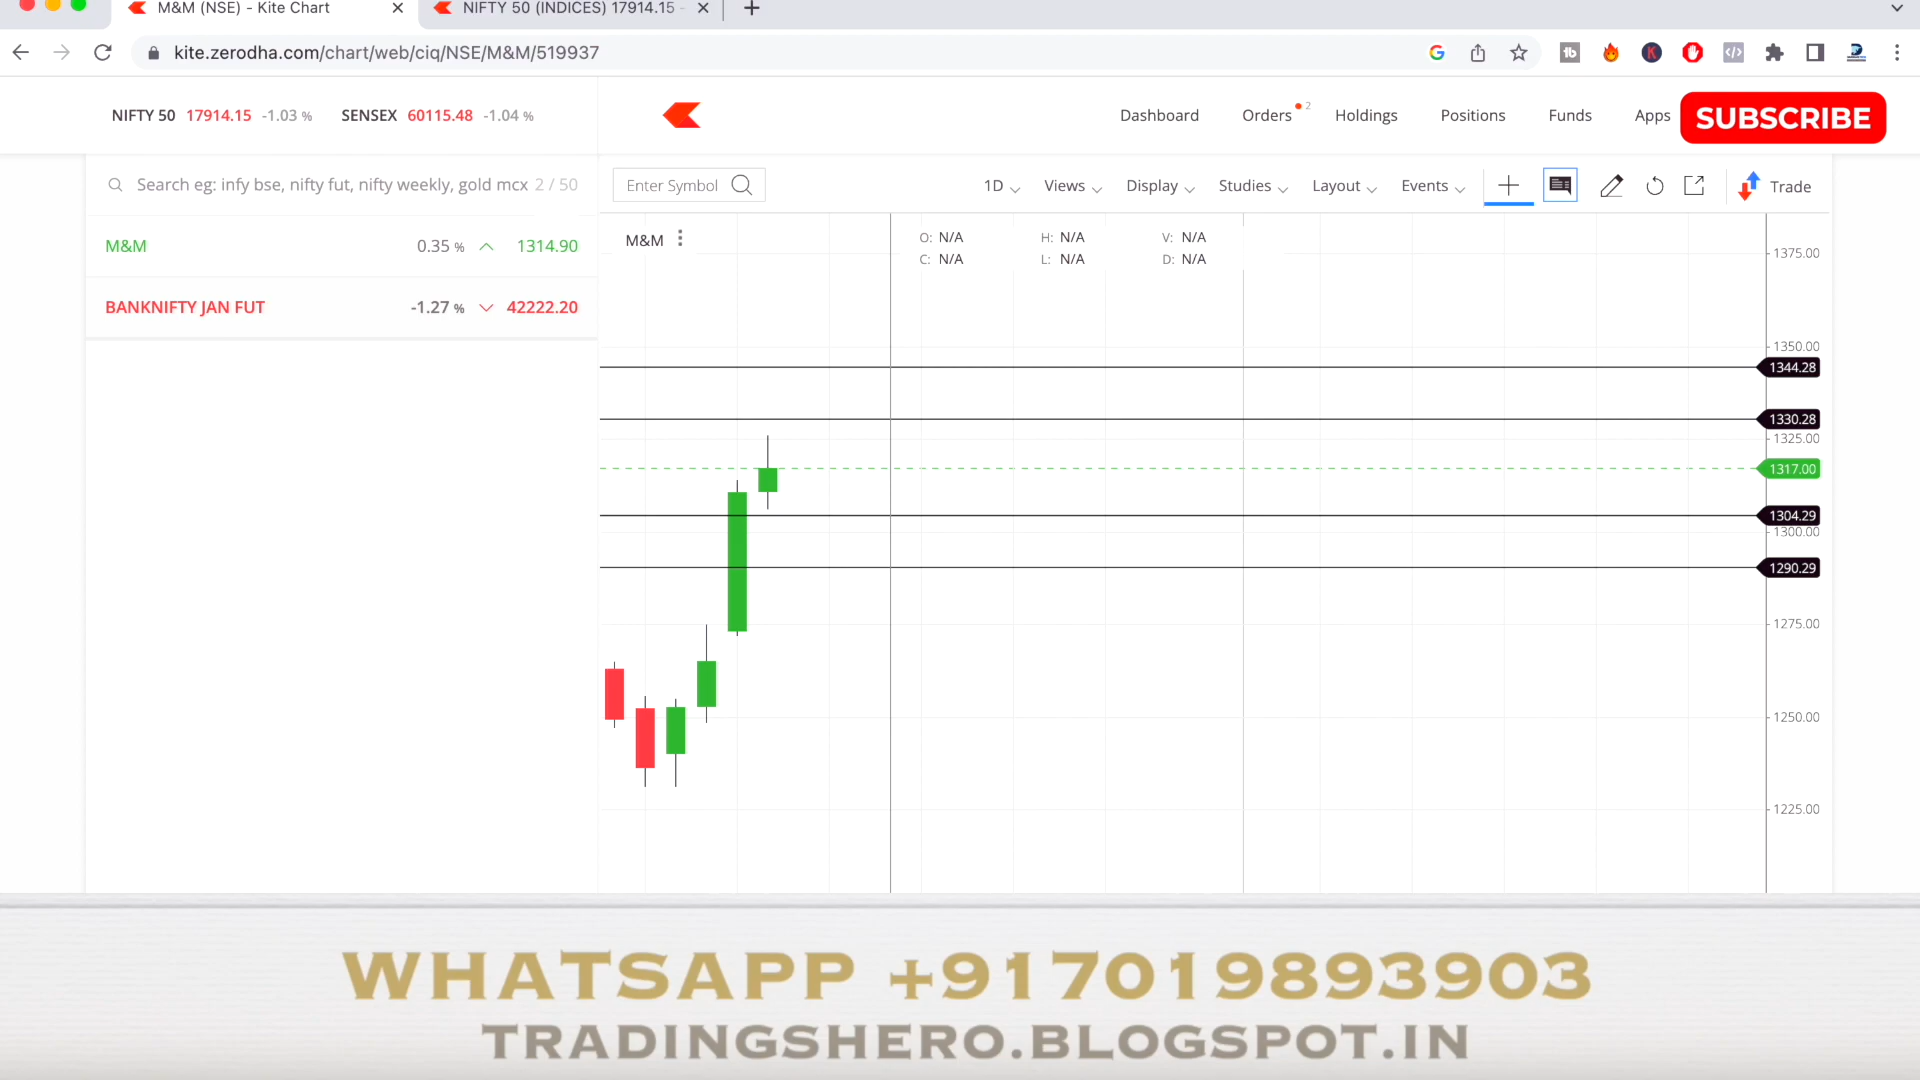 M&M (NSE) - Kite Chart
NIFTY 50 (INDICES) 17914.15 -
kite.zerodha.com/chart/web/ciq/NSE/M&M/519937
NIFTY 50 17914.15 -1.03 % SENSEX 60115.48 -1.04 %
Dashboard Orders 2 Holdings Positions Funds Apps SUBSCRIBE
Search eg: infy bse, nifty fut, nifty weekly, gold mcx 2 / 50
Enter Symbol 1D Views Display Studies Layout Events Trade
M&M 0.35 % 1314.90
BANKNIFTY JAN FUT -1.27 % 42222.20
M&M
O: N/A H: N/A V: N/A
C: N/A L: N/A D: N/A
1375.00
1350.00
1344.28
1330.28
1325.00
1317.00
1304.29
1300.00
1290.29
1275.00
1250.00
1225.00
WHATSAPP +917019893903
TRADINGSHERO.BLOGSPOT.IN